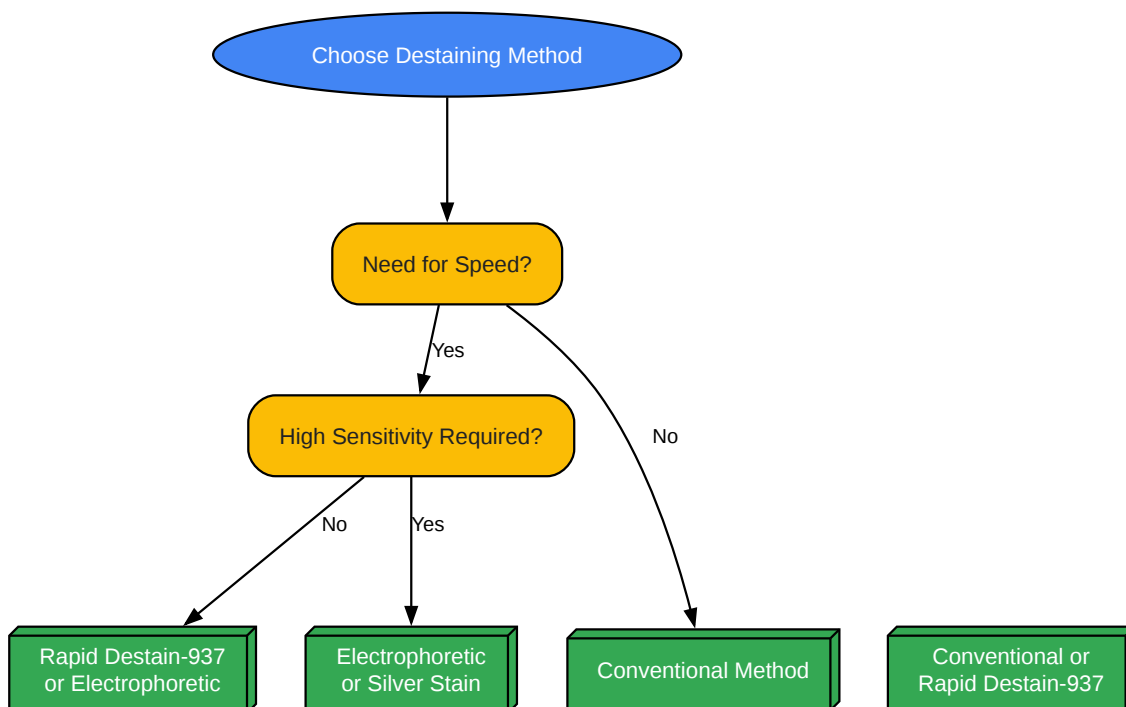 Choose Destaining Method
Need for Speed?
Yes
High Sensitivity Required?
No
No
Yes
Rapid Destain-937
or Electrophoretic
Electrophoretic
or Silver Stain
Conventional Method
Conventional or
Rapid Destain-937